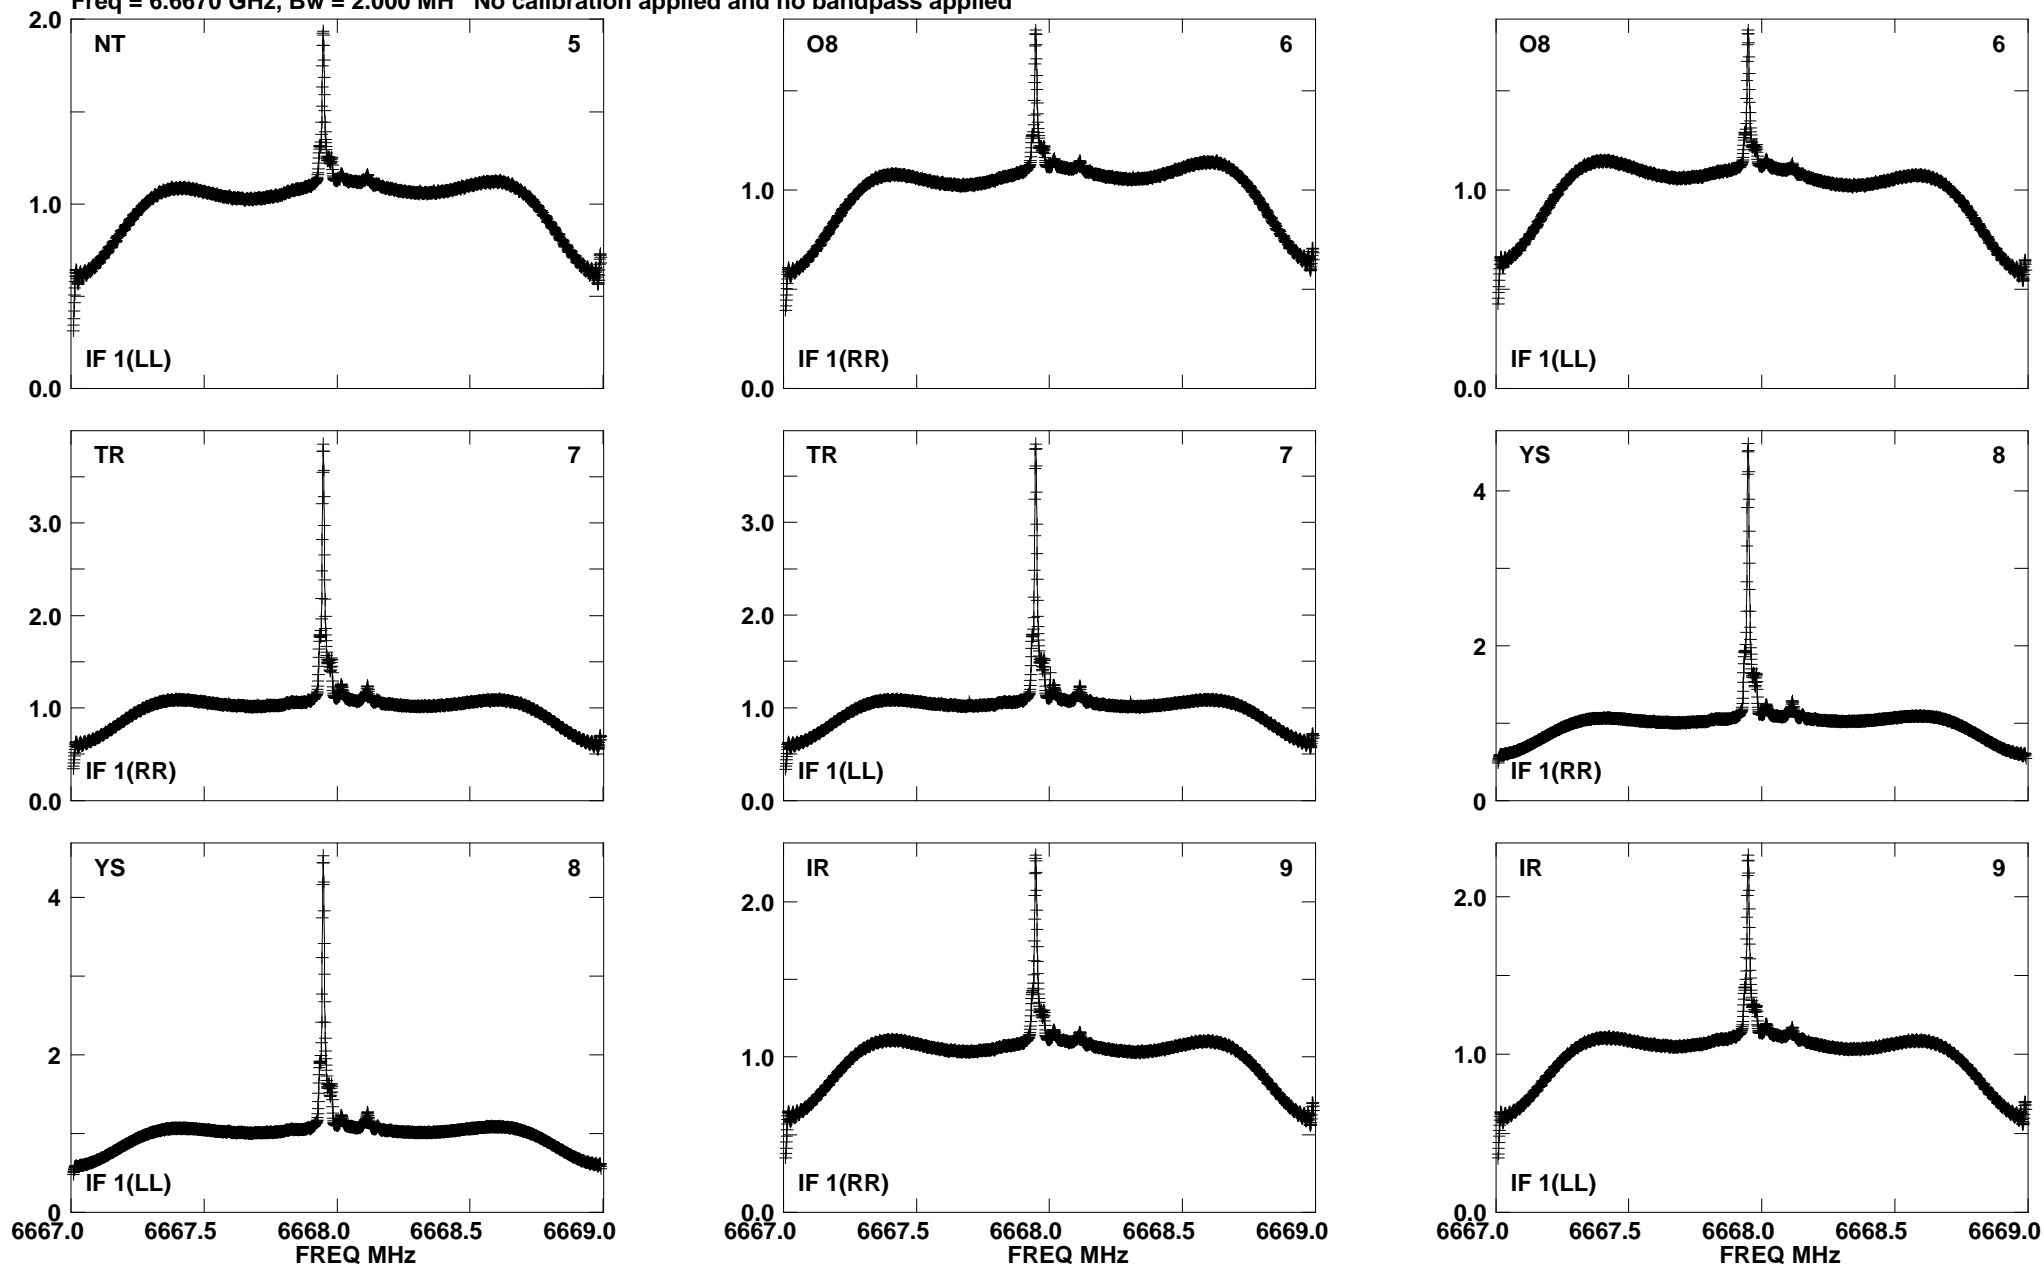 Freq = 6.6670 GHz, Bw = 2.000 MH No calibration applied and no bandpass applied
2.0
1.0
0.0
NT 5
IF 1(LL)
1.0
0.0
O8 6
IF 1(RR)
1.0
0.0
O8 6
IF 1(LL)
3.0
2.0
1.0
0.0
TR 7
IF 1(RR)
3.0
2.0
1.0
0.0
TR 7
IF 1(LL)
4
2
0
YS 8
IF 1(RR)
4
2
0
YS 8
IF 1(LL)
6667.0 6667.5 6668.0 6668.5 6669.0
FREQ MHz
2.0
1.0
0.0
IR 9
IF 1(RR)
6667.0 6667.5 6668.0 6668.5 6669.0
FREQ MHz
2.0
1.0
0.0
IR 9
IF 1(LL)
6667.0 6667.5 6668.0 6668.5 6669.0
FREQ MHz